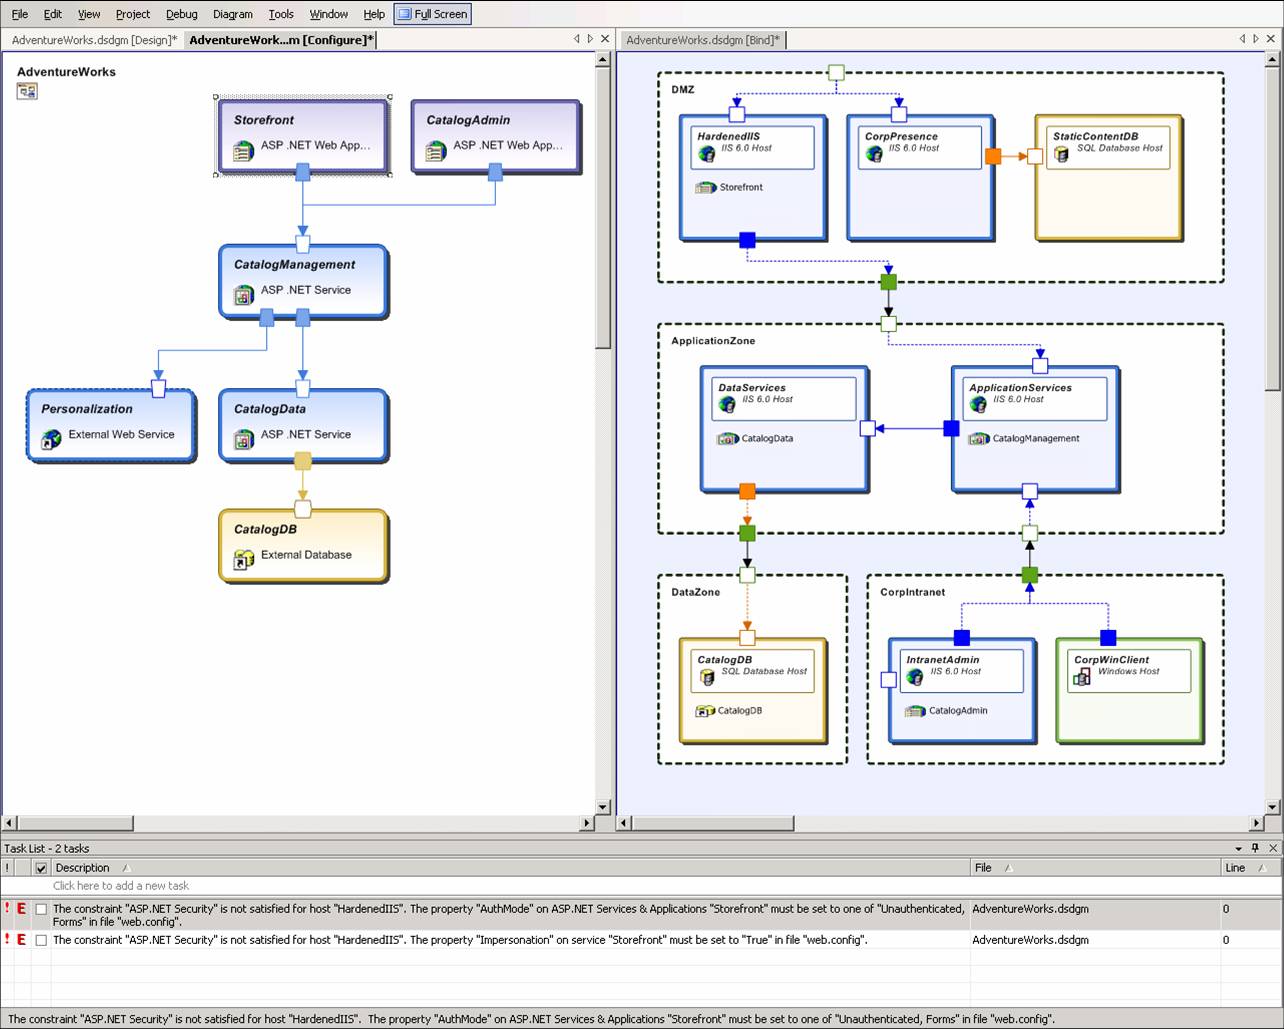 File Edit View Project Debug Diagram Tools Window Help Full Screen
AdventureWorks.dsdgm [Design]* AdventureWork...m [Configure]*
AdventureWorks.dsdgm [Bind]*
AdventureWorks
Storefront
ASP .NET Web App...
CatalogAdmin
ASP .NET Web App...
CatalogManagement
ASP .NET Service
Personalization
External Web Service
CatalogData
ASP .NET Service
CatalogDB
External Database
DMZ
HardenedIIS
IIS 6.0 Host
Storefront
CorpPresence
IIS 6.0 Host
StaticContentDB
SQL Database Host
ApplicationZone
DataServices
IIS 6.0 Host
CatalogData
ApplicationServices
IIS 6.0 Host
CatalogManagement
DataZone
CatalogDB
SQL Database Host
CatalogDB
CorpIntranet
IntranetAdmin
IIS 6.0 Host
CatalogAdmin
CorpWinClient
Windows Host
Task List - 2 tasks
! Description File Line
Click here to add a new task
! E The constraint "ASP.NET Security" is not satisfied for host "HardenedIIS". The property "AuthMode" on ASP.NET Services & Applications "Storefront" must be set to one of "Unauthenticated, AdventureWorks.dsdgm 0
Forms" in file "web.config".
! E The constraint "ASP.NET Security" is not satisfied for host "HardenedIIS". The property "Impersonation" on service "Storefront" must be set to "True" in file "web.config". AdventureWorks.dsdgm 0
The constraint "ASP.NET Security" is not satisfied for host "HardenedIIS". The property "AuthMode" on ASP.NET Services & Applications "Storefront" must be set to one of "Unauthenticated, Forms" in file "web.config".